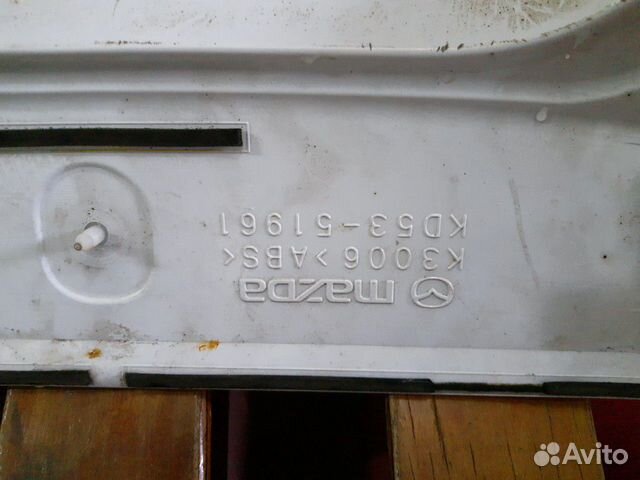 mazda
K3006 >ABS<
KD53-51961
Avito